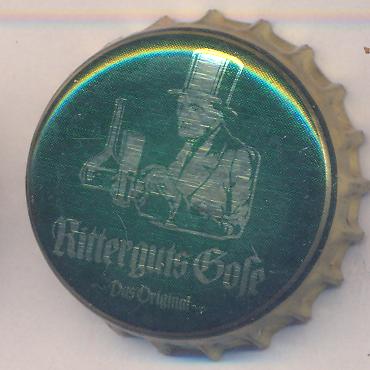 Ritterguts Gose
~ Das Original ~